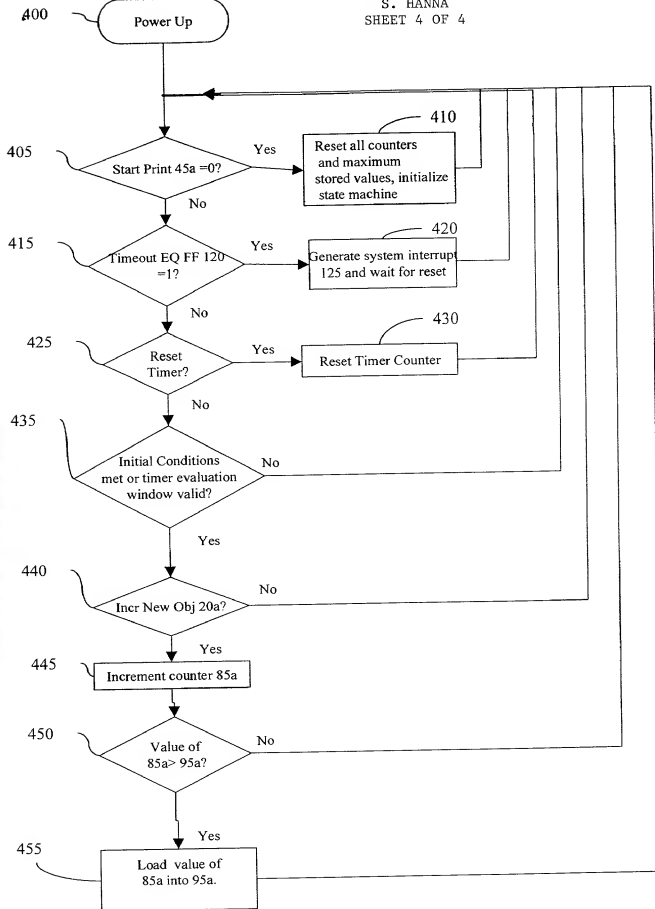 S. HANNA
SHEET 4 OF 4
400
Power Up
405
Start Print 45a =0?
Yes
No
410
Reset all counters
and maximum
stored values, initialize
state machine
415
Timeout EQ FF 120
=1?
Yes
No
420
Generate system interrupt
125 and wait for reset
425
Reset
Timer?
Yes
No
430
Reset Timer Counter
435
Initial Conditions
met or timer evaluation
window valid?
No
Yes
440
Incr New Obj 20a?
No
Yes
445
Increment counter 85a
450
Value of
85a> 95a?
No
Yes
455
Load value of
85a into 95a.